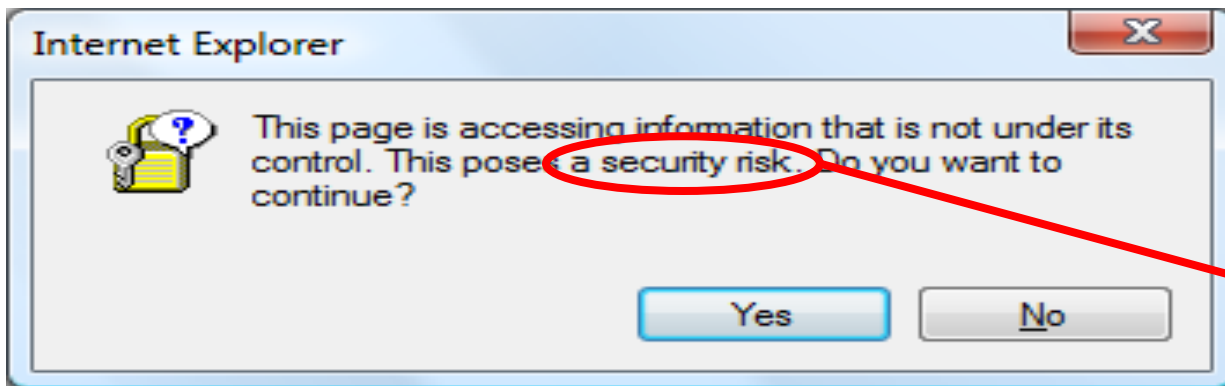 Internet Explorer
?
This page is accessing information that is not under its
control. This poses a security risk. Do you want to
continue?
Yes
No